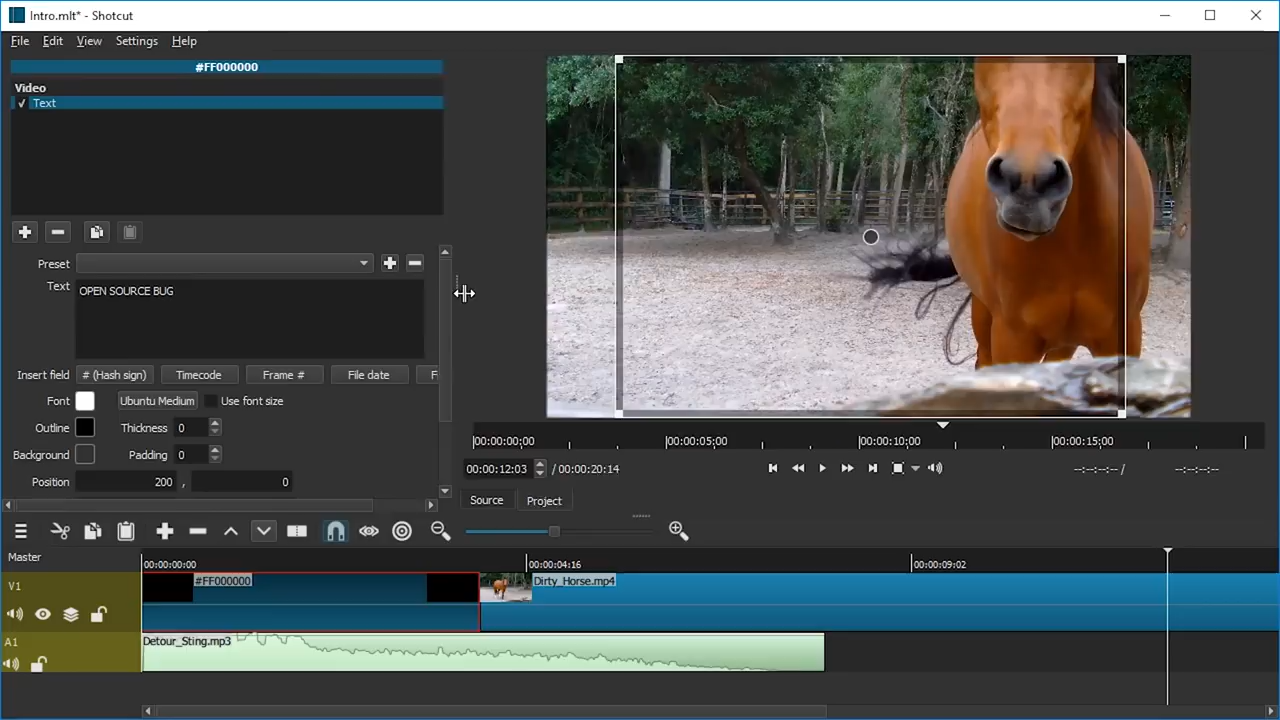 Intro.mlt* - Shotcut
File Edit View Settings Help
#FF000000
Video
✓ Text
Preset
Text
OPEN SOURCE BUG
Insert field # (Hash sign) Timecode Frame # File date F
Font Ubuntu Medium Use font size
Outline Thickness 0
Background Padding 0
Position 200 , 0
00:00:00;00 00:00:05;00 00:00:10;00 00:00:15;00
00:00:12:03 / 00:00:20:14 --:--:--:-- / --:--:--:--
Source Project
Master
00:00:00:00 00:00:04:16 00:00:09:02
V1
#FF000000 Dirty_Horse.mp4
A1
Detour_Sting.mp3